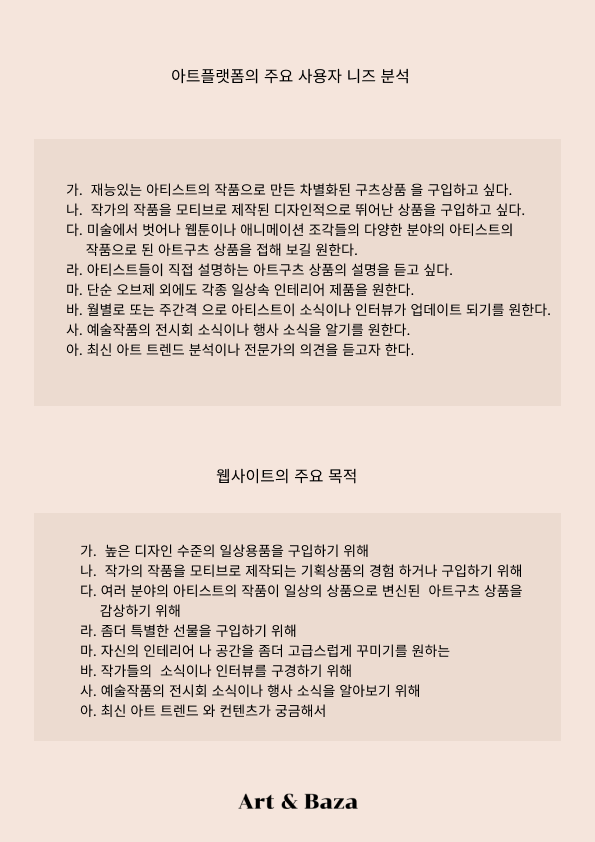 아트플랫폼의 주요 사용자 니즈 분석
가.  재능있는 아티스트의 작품으로 만든 차별화된 구츠상품 을 구입하고 싶다.
나.  작가의 작품을 모티브로 제작된 디자인적으로 뛰어난 상품을 구입하고 싶다.
다. 미술에서 벗어나 웹툰이나 애니메이션 조각들의 다양한 분야의 아티스트의
작품으로 된 아트구츠 상품을 접해 보길 원한다.
라. 아티스트들이 직접 설명하는 아트구츠 상품의 설명을 듣고 싶다.
마. 단순 오브제 외에도 각종 일상속 인테리어 제품을 원한다.
바. 월별로 또는 주간격 으로 아티스트이 소식이나 인터뷰가 업데이트 되기를 원한다.
사. 예술작품의 전시회 소식이나 행사 소식을 알기를 원한다.
아. 최신 아트 트렌드 분석이나 전문가의 의견을 듣고자 한다.
웹사이트의 주요 목적
가.  높은 디자인 수준의 일상용품을 구입하기 위해
나.  작가의 작품을 모티브로 제작되는 기획상품의 경험 하거나 구입하기 위해
다. 여러 분야의 아티스트의 작품이 일상의 상품으로 변신된  아트구츠 상품을
감상하기 위해
라. 좀더 특별한 선물을 구입하기 위해
마. 자신의 인테리어 나 공간을 좀더 고급스럽게 꾸미기를 원하는
바. 작가들의  소식이나 인터뷰를 구경하기 위해
사. 예술작품의 전시회 소식이나 행사 소식을 알아보기 위해
아. 최신 아트 트렌드 와 컨텐츠가 궁금해서
Art & Baza